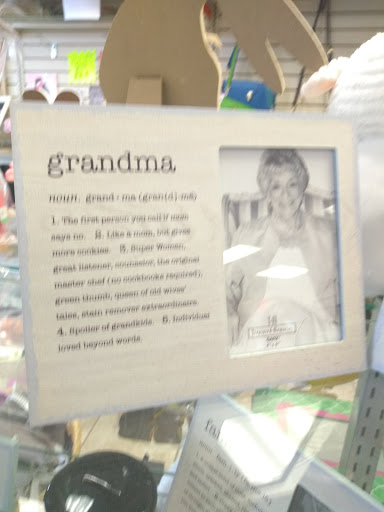 grandma
noun. grand·ma (gran(d)-mä)
1. The first person you call if mom
says no. 2. Like a mom, but gives
more cookies. 3. Super Woman,
great listener, counselor, the original
master chef (no cookbooks required),
green thumb, queen of old wives'
tales, main remover extraordinaire.
4. Spoiler of grandkids. 5. Individual
loved beyond words.